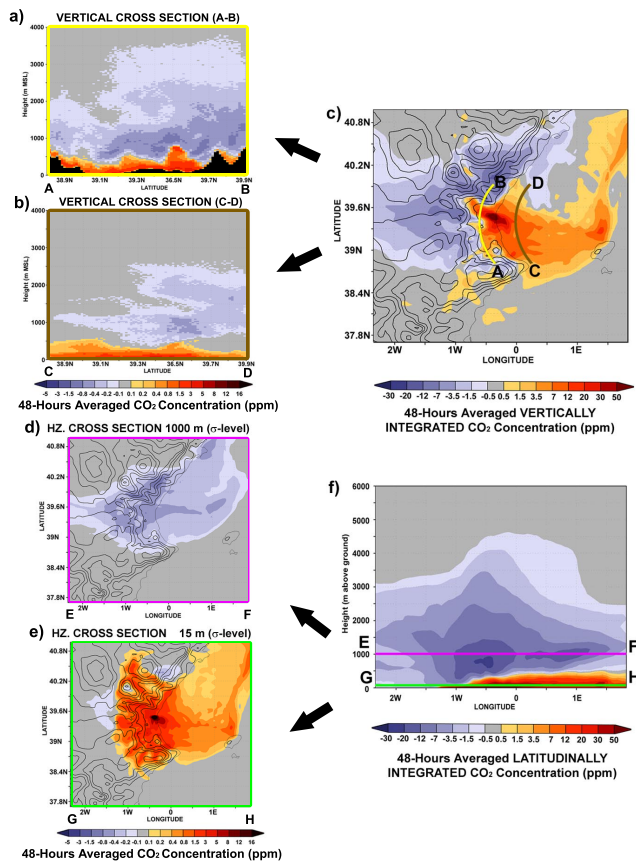 a)
VERTICAL CROSS SECTION (A-B)
4000
3000
2000
1000
0
Height (m MSL)
38.9N 39.1N 39.3N 36.5N 39.7N 39.9N
A LATITUDE B
b)
VERTICAL CROSS SECTION (C-D)
4000
3000
2000
1000
0
Height (m MSL)
38.9N 39.1N 39.3N 36.5N 39.7N 39.9N
C LATITUDE D
-5 -3 -1.5 -0.8 -0.4 -0.2 -0.1 0.1 0.2 0.4 0.8 1.5 3 5 8 12 16
48-Hours Averaged CO₂ Concentration (ppm)
c)
40.8N
40.2N
39.6N
39N
38.4N
37.8N
LATITUDE
B
D
A
C
2W 1W 0 1E
LONGITUDE
-30 -20 -12 -7 -3.5 -1.5 -0.5 0.5 1.5 3.5 7 12 20 30 50
48-Hours Averaged VERTICALLY
INTEGRATED CO₂ Concentration (ppm)
d) HZ. CROSS SECTION 1000 m (σ-level)
40.8N
40.2N
39.6N
39N
38.4N
37.8N
LATITUDE
2W 1W 0 1E
E LONGITUDE F
e) HZ. CROSS SECTION 15 m (σ-level)
40.8N
40.2N
39.6N
39N
38.4N
37.8N
LATITUDE
2W 1W 0 1E
G LONGITUDE H
-5 -3 -1.5 -0.8 -0.4 -0.2 -0.1 0.1 0.2 0.4 0.8 1.5 3 5 8 12 16
48-Hours Averaged CO₂ Concentration (ppm)
f)
6000
5000
4000
3000
2000
1000
0
Height (m above ground)
E
F
G
H
2W 1W 0 1E
LONGITUDE
-30 -20 -12 -7 -3.5 -1.5 -0.5 0.5 1.5 3.5 7 12 20 30 50
48-Hours Averaged LATITUDINALLY
INTEGRATED CO₂ Concentration (ppm)